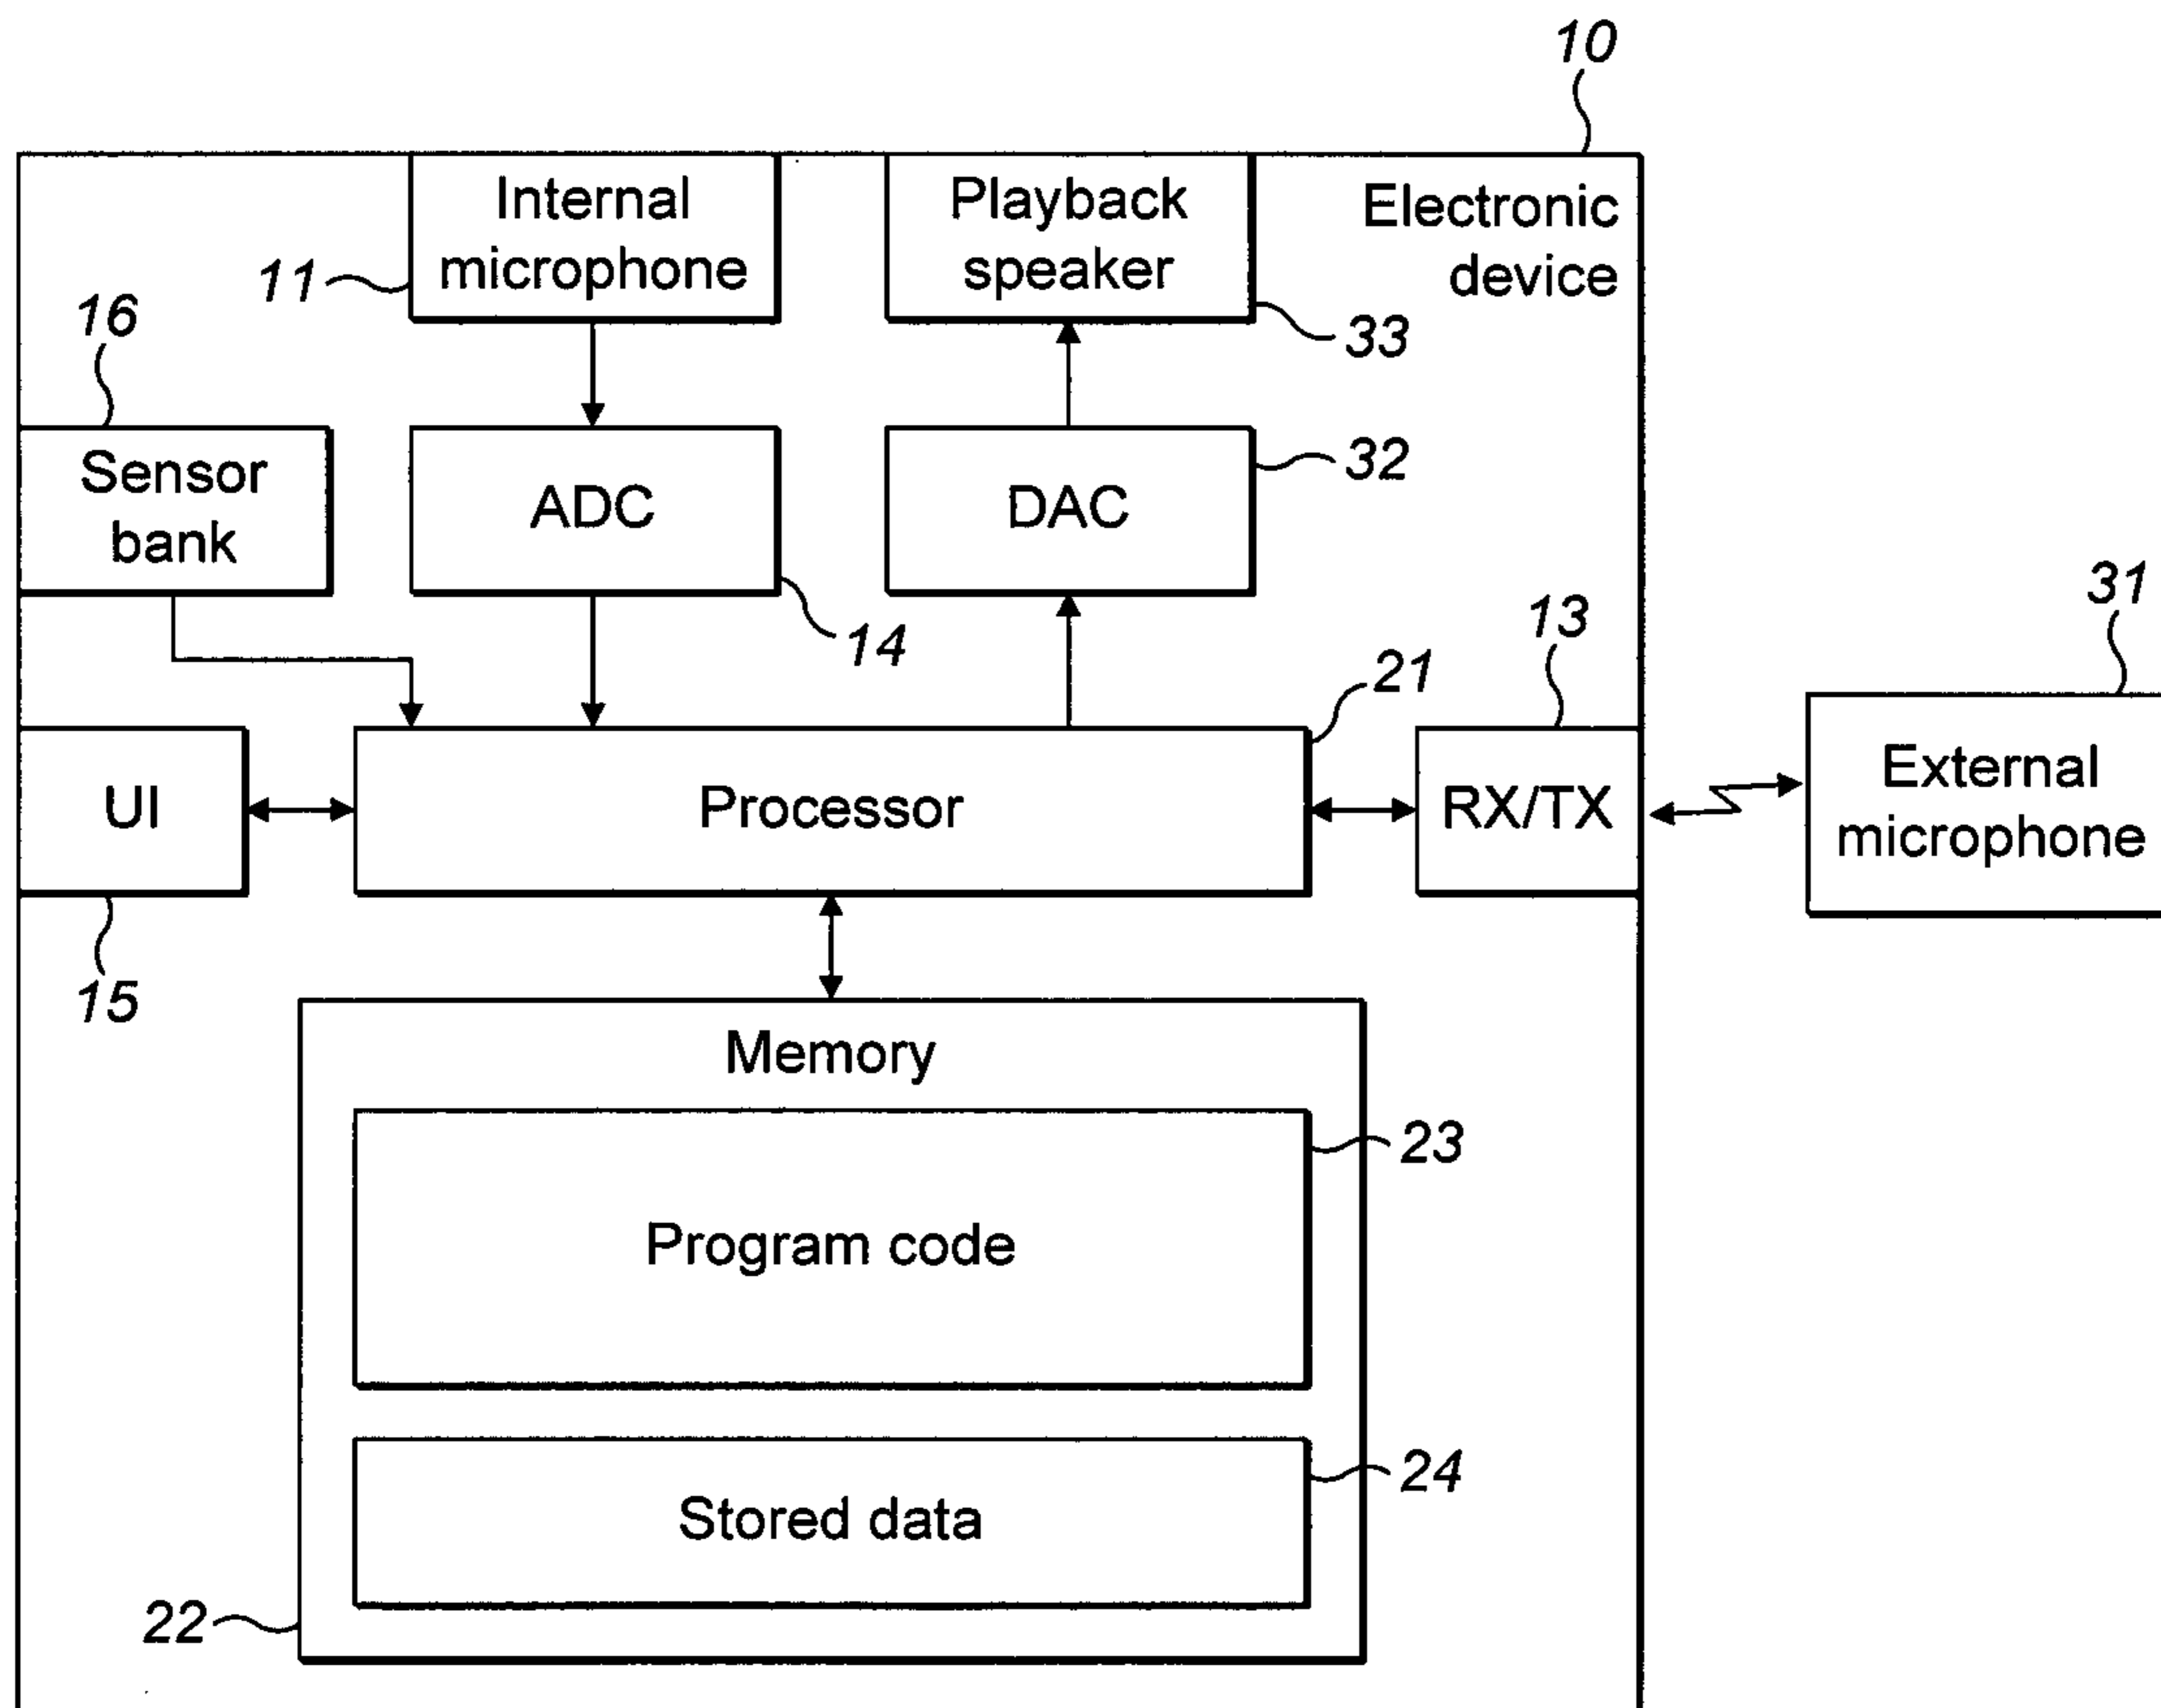 10
Internal
microphone
Playback
speaker
Electronic
device
11
33
16
Sensor
bank
ADC
DAC
32
14
13
31
21
UI
Processor
RX/TX
External
microphone
15
Memory
23
Program code
24
Stored data
22